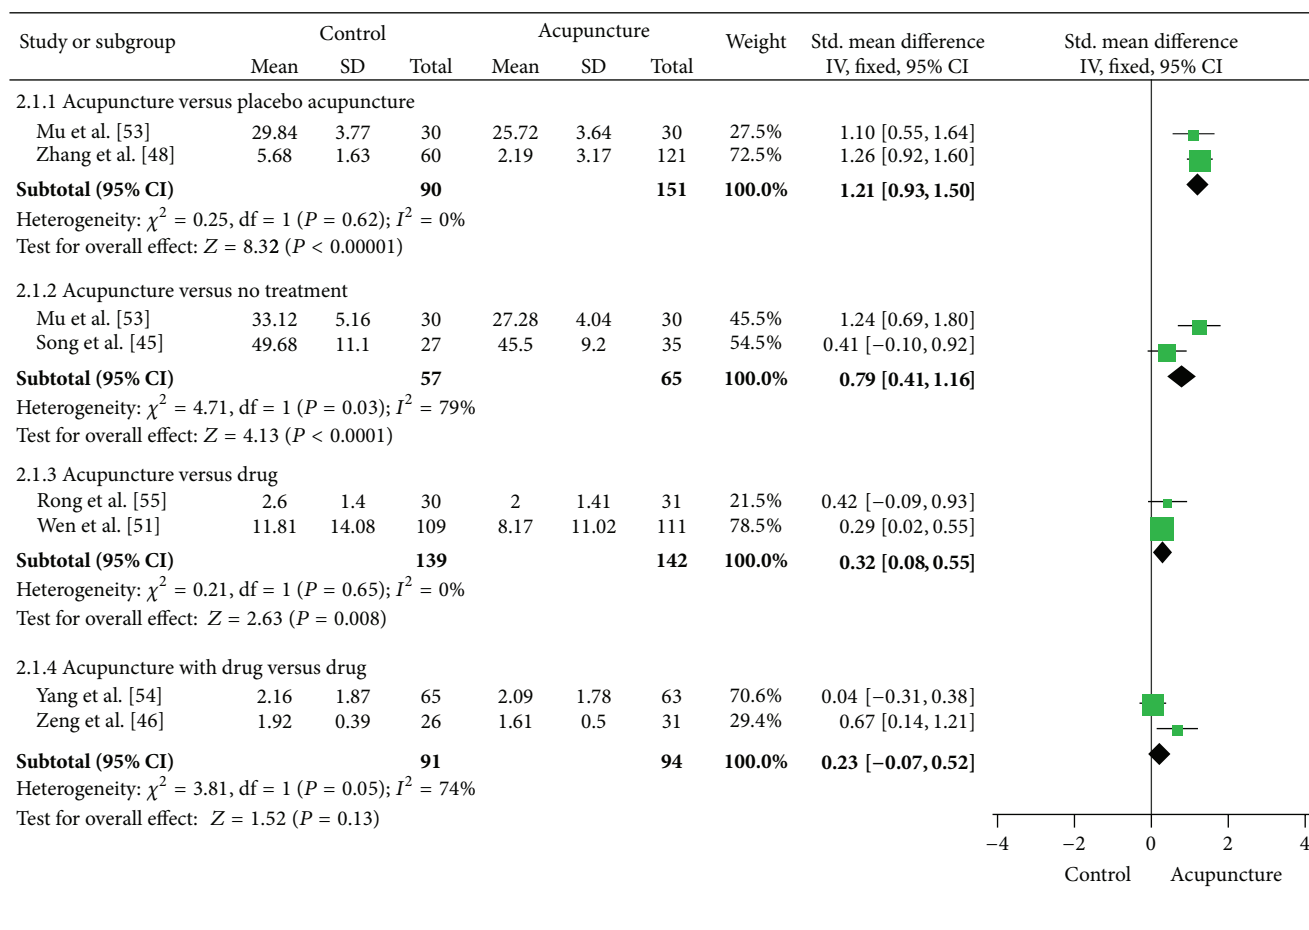 Study or subgroup Control Acupuncture Weight Std. mean difference Std. mean difference
Mean SD Total Mean SD Total IV, fixed, 95% CI IV, fixed, 95% CI
2.1.1 Acupuncture versus placebo acupuncture
Mu et al. [53] 29.84 3.77 30 25.72 3.64 30 27.5% 1.10 [0.55, 1.64]
Zhang et al. [48] 5.68 1.63 60 2.19 3.17 121 72.5% 1.26 [0.92, 1.60]
Subtotal (95% CI) 90 151 100.0% 1.21 [0.93, 1.50]
Heterogeneity: χ² = 0.25, df = 1 (P = 0.62); I² = 0%
Test for overall effect: Z = 8.32 (P < 0.00001)
2.1.2 Acupuncture versus no treatment
Mu et al. [53] 33.12 5.16 30 27.28 4.04 30 45.5% 1.24 [0.69, 1.80]
Song et al. [45] 49.68 11.1 27 45.5 9.2 35 54.5% 0.41 [−0.10, 0.92]
Subtotal (95% CI) 57 65 100.0% 0.79 [0.41, 1.16]
Heterogeneity: χ² = 4.71, df = 1 (P = 0.03); I² = 79%
Test for overall effect: Z = 4.13 (P < 0.0001)
2.1.3 Acupuncture versus drug
Rong et al. [55] 2.6 1.4 30 2 1.41 31 21.5% 0.42 [−0.09, 0.93]
Wen et al. [51] 11.81 14.08 109 8.17 11.02 111 78.5% 0.29 [0.02, 0.55]
Subtotal (95% CI) 139 142 100.0% 0.32 [0.08, 0.55]
Heterogeneity: χ² = 0.21, df = 1 (P = 0.65); I² = 0%
Test for overall effect: Z = 2.63 (P = 0.008)
2.1.4 Acupuncture with drug versus drug
Yang et al. [54] 2.16 1.87 65 2.09 1.78 63 70.6% 0.04 [−0.31, 0.38]
Zeng et al. [46] 1.92 0.39 26 1.61 0.5 31 29.4% 0.67 [0.14, 1.21]
Subtotal (95% CI) 91 94 100.0% 0.23 [−0.07, 0.52]
Heterogeneity: χ² = 3.81, df = 1 (P = 0.05); I² = 74%
Test for overall effect: Z = 1.52 (P = 0.13)
−4 −2 0 2 4
Control Acupuncture